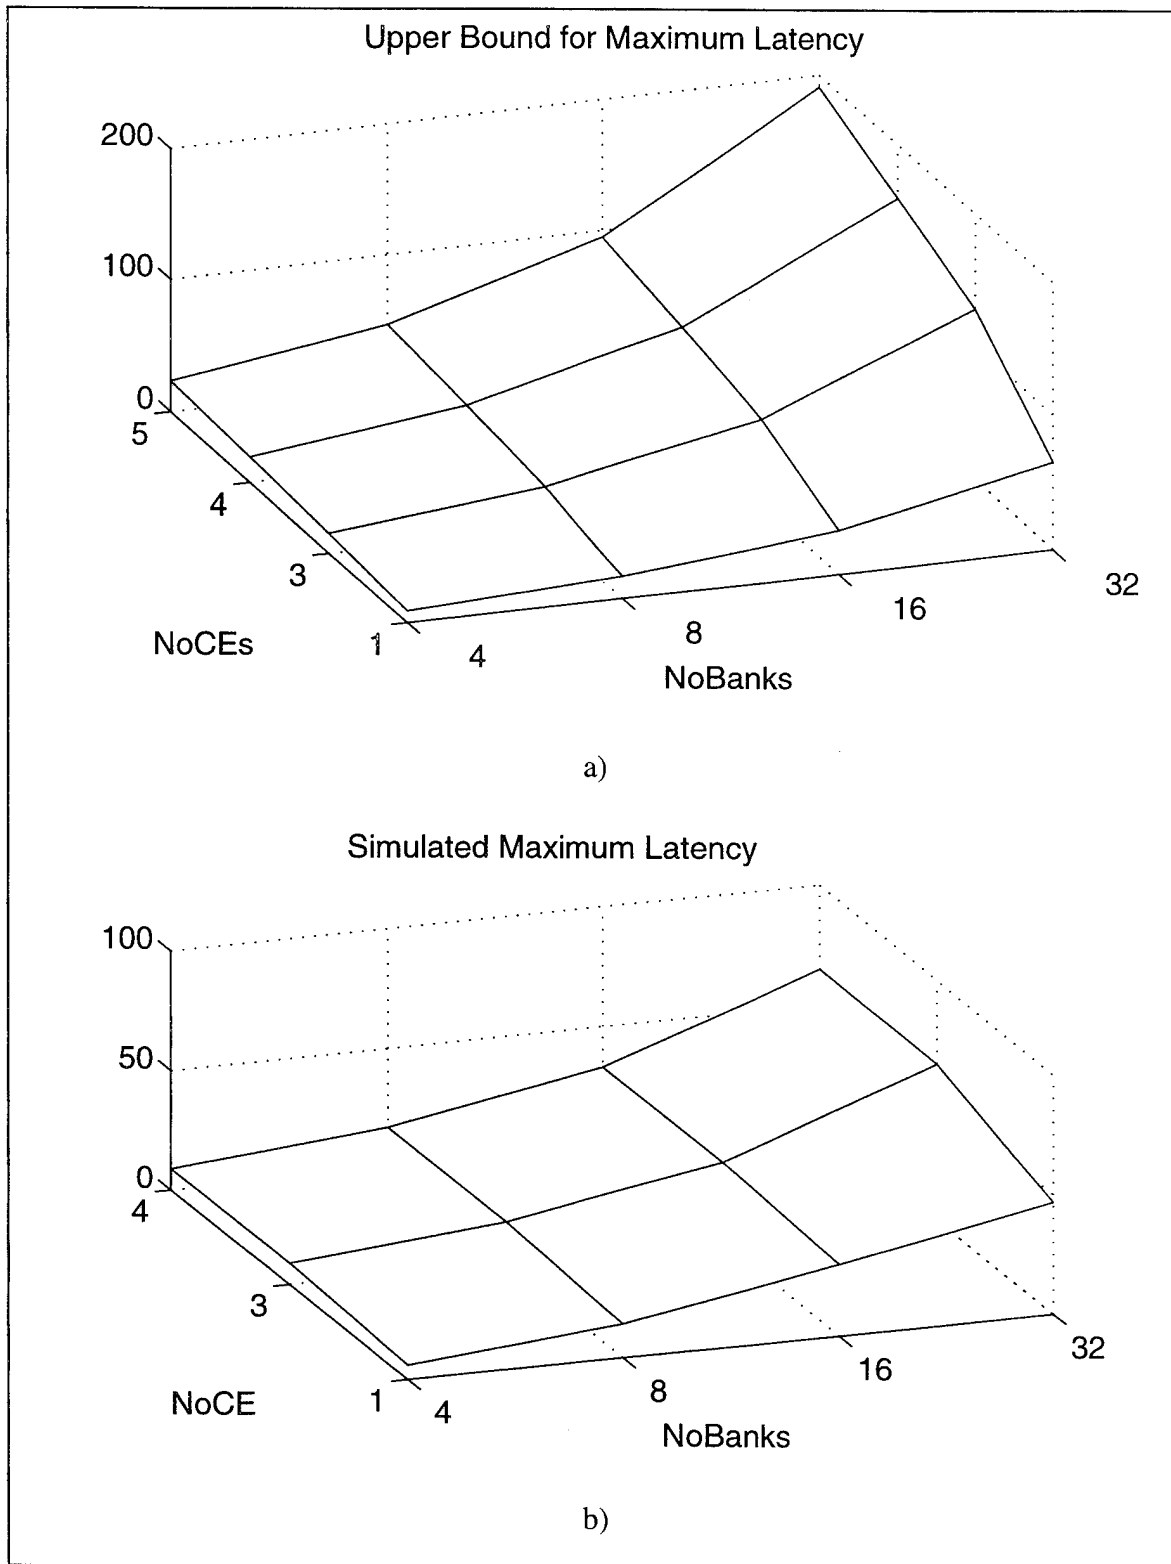 Upper Bound for Maximum Latency
200
100
0
5
4
3
1
NoCEs
4
8
16
32
NoBanks
a)
Simulated Maximum Latency
100
50
0
4
3
1
NoCE
4
8
16
32
NoBanks
b)